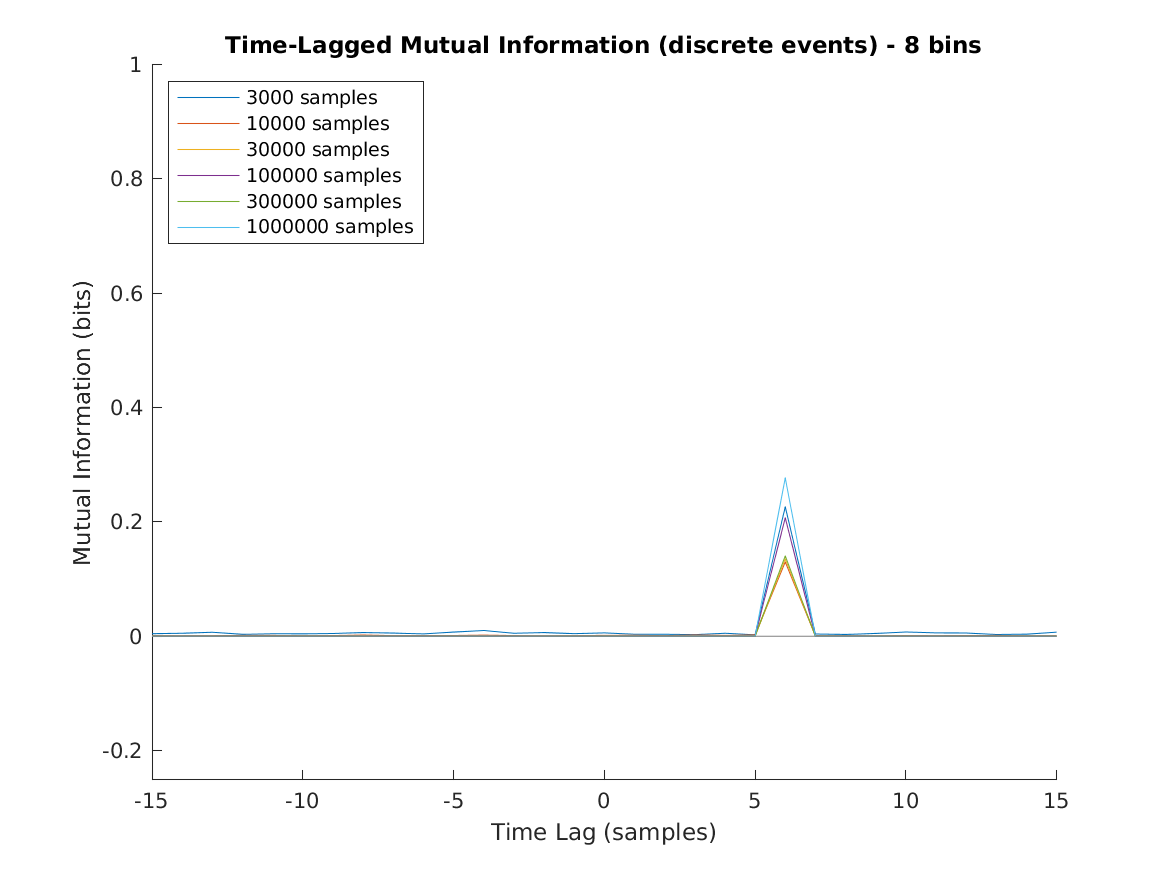 Time-Lagged Mutual Information (discrete events) - 8 bins
1
3000 samples
10000 samples
30000 samples
100000 samples
300000 samples
1000000 samples
0.8
0.6
0.4
0.2
0
-0.2
Mutual Information (bits)
-15
-10
-5
0
5
10
15
Time Lag (samples)